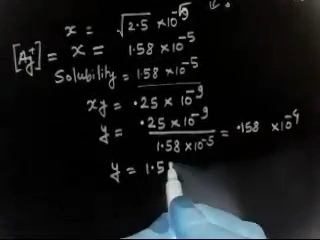 x = √2.5 ×10⁻⁵
[Ag⁺] = x = 1.58 ×10⁻⁵
Solubility = 1.58 ×10⁻⁵
xy = .25 × 10⁻⁹
y = .25 × 10⁻⁹ / 1.58 ×10⁻⁵ = .158 ×10⁻⁴
y = 1.5